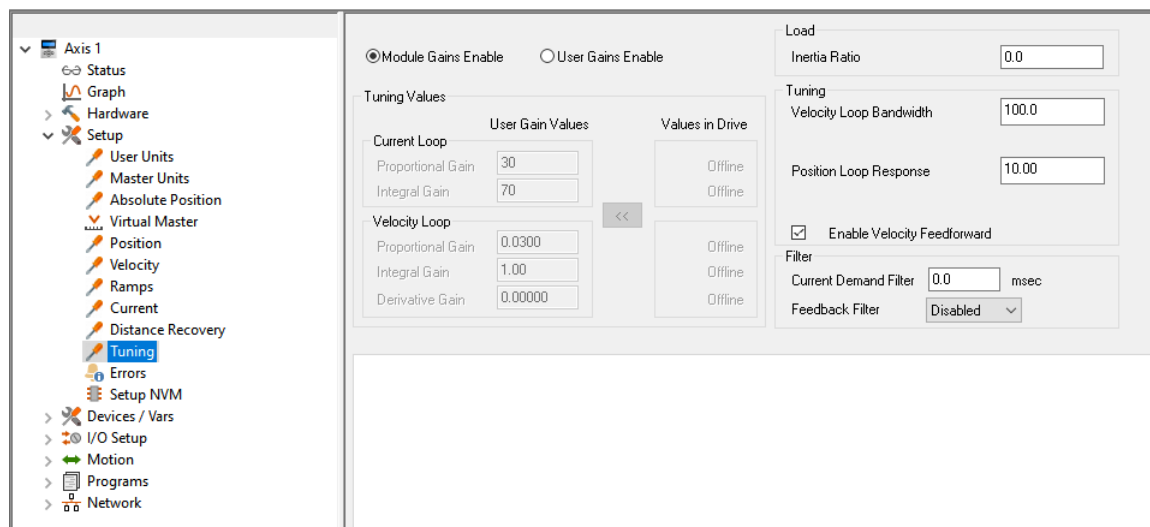 Axis 1
Status
Graph
Hardware
Setup
User Units
Master Units
Absolute Position
Virtual Master
Position
Velocity
Ramps
Current
Distance Recovery
Tuning
Errors
Setup NVM
Devices / Vars
I/O Setup
Motion
Programs
Network
Module Gains Enable User Gains Enable
Tuning Values
User Gain Values Values in Drive
Current Loop
Proportional Gain 30 Offline
Integral Gain 70 Offline
<<
Velocity Loop
Proportional Gain 0.0300 Offline
Integral Gain 1.00 Offline
Derivative Gain 0.00000 Offline
Load
Inertia Ratio 0.0
Tuning
Velocity Loop Bandwidth 100.0
Position Loop Response 10.00
Enable Velocity Feedforward
Filter
Current Demand Filter 0.0 msec
Feedback Filter Disabled